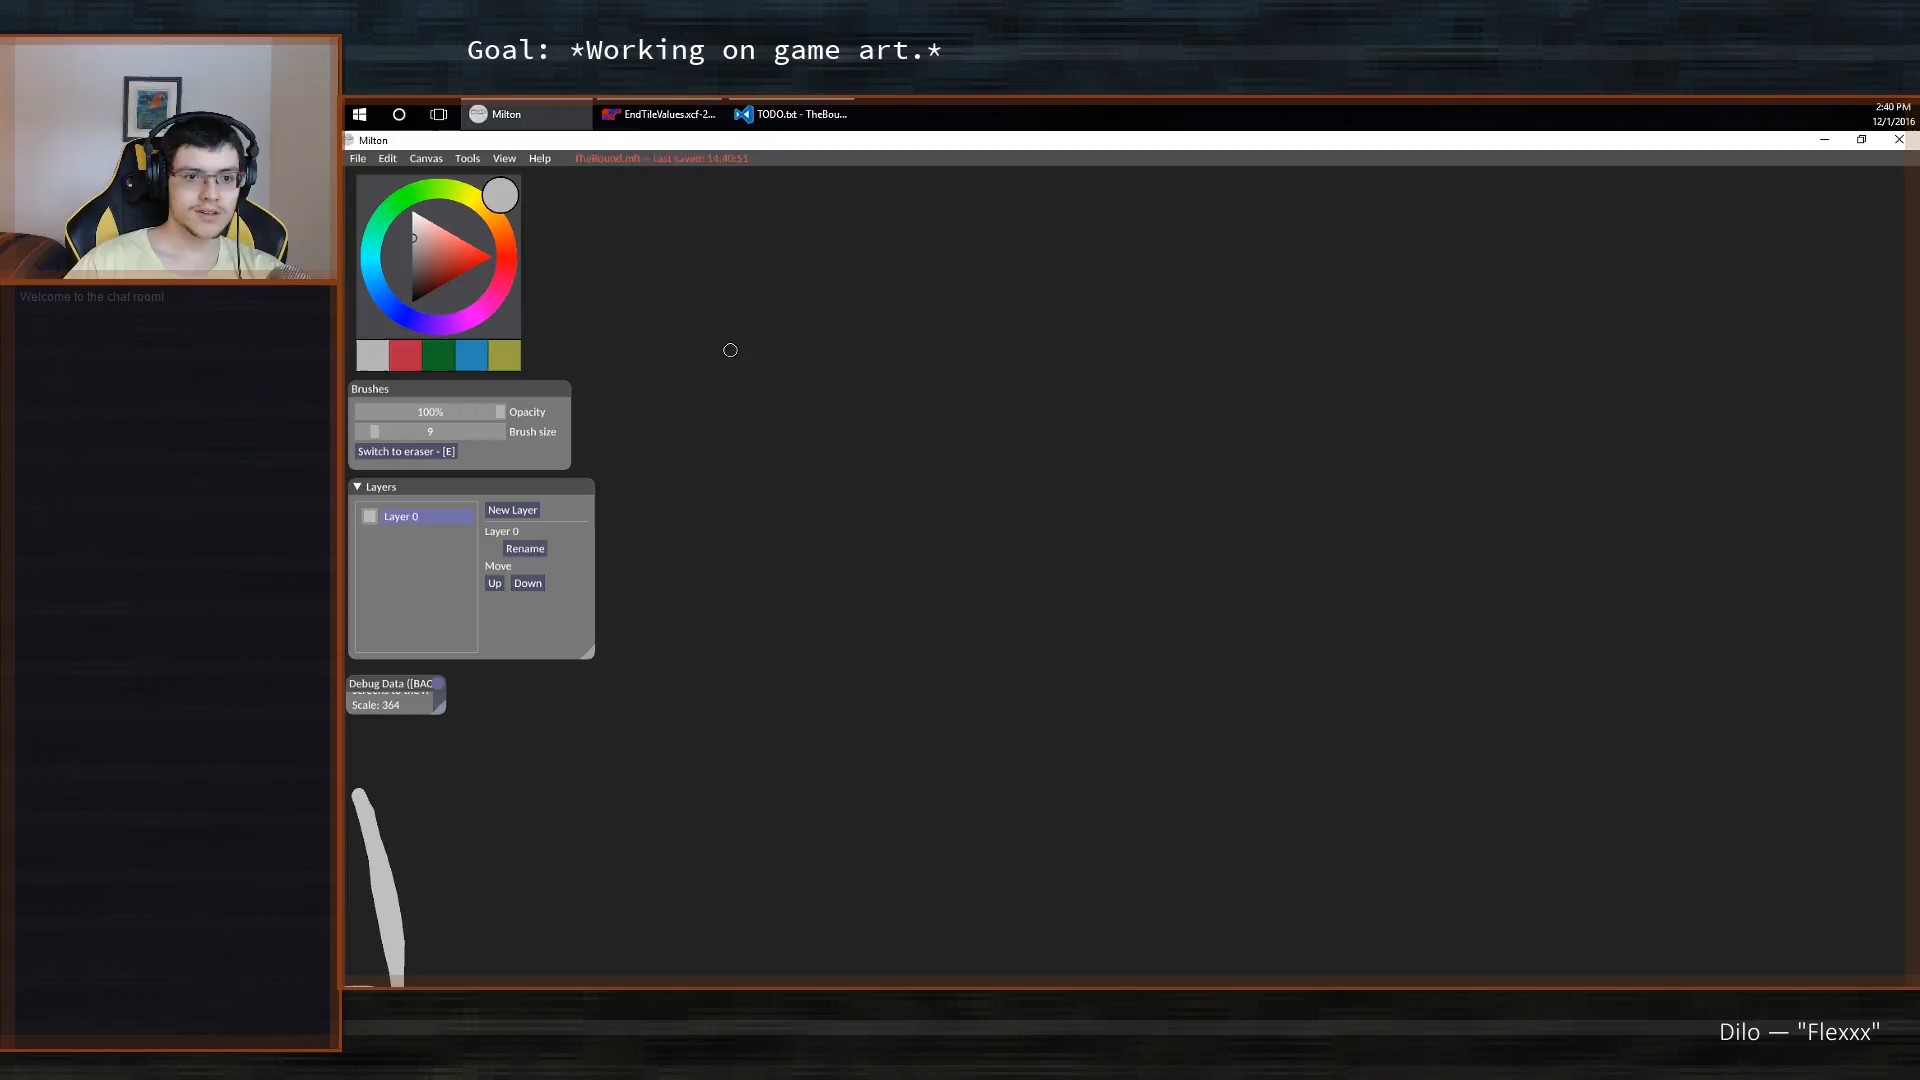 Goal: *Working on game art.*
Milton
EndTileValues.xcf-2...
TODO.txt - TheBou...
2:40 PM
12/1/2016
Milton
File Edit Canvas Tools View Help TheBound.mlt -- Last saved: 14:40:51
Welcome to the chat room!
Brushes
100% Opacity
9 Brush size
Switch to eraser - [E]
Layers
Layer 0
New Layer
Layer 0
Rename
Move
Up Down
Debug Data ([BAC
Scale: 364
Dilo — "Flexxx"